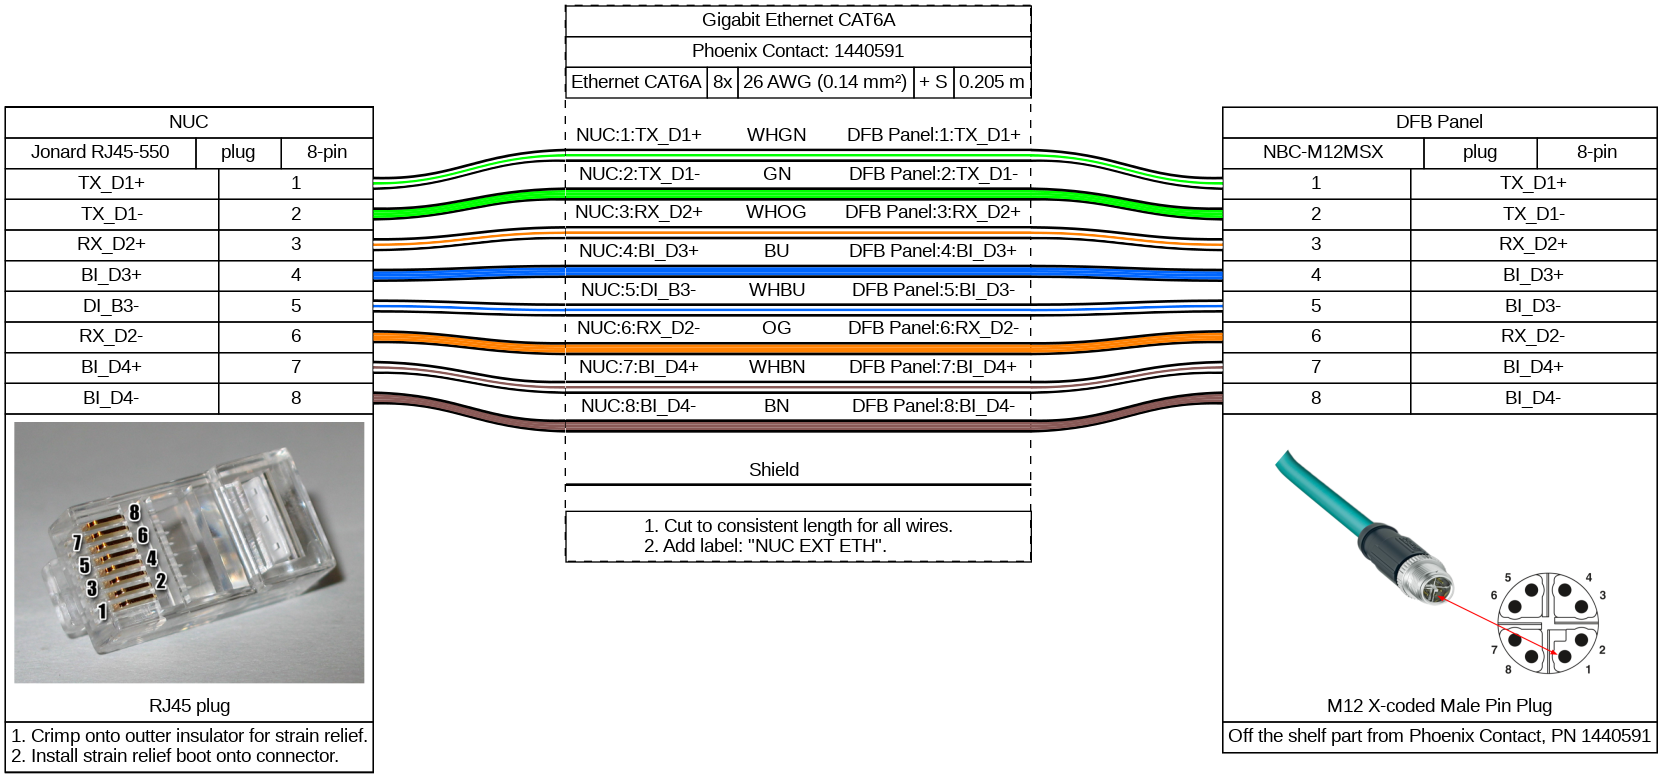 Gigabit Ethernet CAT6A
Phoenix Contact: 1440591
Ethernet CAT6A 8x 26 AWG (0.14 mm²) + S 0.205 m
NUC
Jonard RJ45-550 plug 8-pin
TX_D1+ 1
TX_D1- 2
RX_D2+ 3
BI_D3+ 4
DI_B3- 5
RX_D2- 6
BI_D4+ 7
BI_D4- 8
8
7 6
5 4
3 2
1
RJ45 plug
1. Crimp onto outter insulator for strain relief.
2. Install strain relief boot onto connector.
NUC:1:TX_D1+ WHGN DFB Panel:1:TX_D1+
NUC:2:TX_D1- GN DFB Panel:2:TX_D1-
NUC:3:RX_D2+ WHOG DFB Panel:3:RX_D2+
NUC:4:BI_D3+ BU DFB Panel:4:BI_D3+
NUC:5:DI_B3- WHBU DFB Panel:5:BI_D3-
NUC:6:RX_D2- OG DFB Panel:6:RX_D2-
NUC:7:BI_D4+ WHBN DFB Panel:7:BI_D4+
NUC:8:BI_D4- BN DFB Panel:8:BI_D4-
Shield
1. Cut to consistent length for all wires.
2. Add label: "NUC EXT ETH".
DFB Panel
NBC-M12MSX plug 8-pin
1 TX_D1+
2 TX_D1-
3 RX_D2+
4 BI_D3+
5 BI_D3-
6 RX_D2-
7 BI_D4+
8 BI_D4-
5 4
6 3
7 2
8 1
M12 X-coded Male Pin Plug
Off the shelf part from Phoenix Contact, PN 1440591